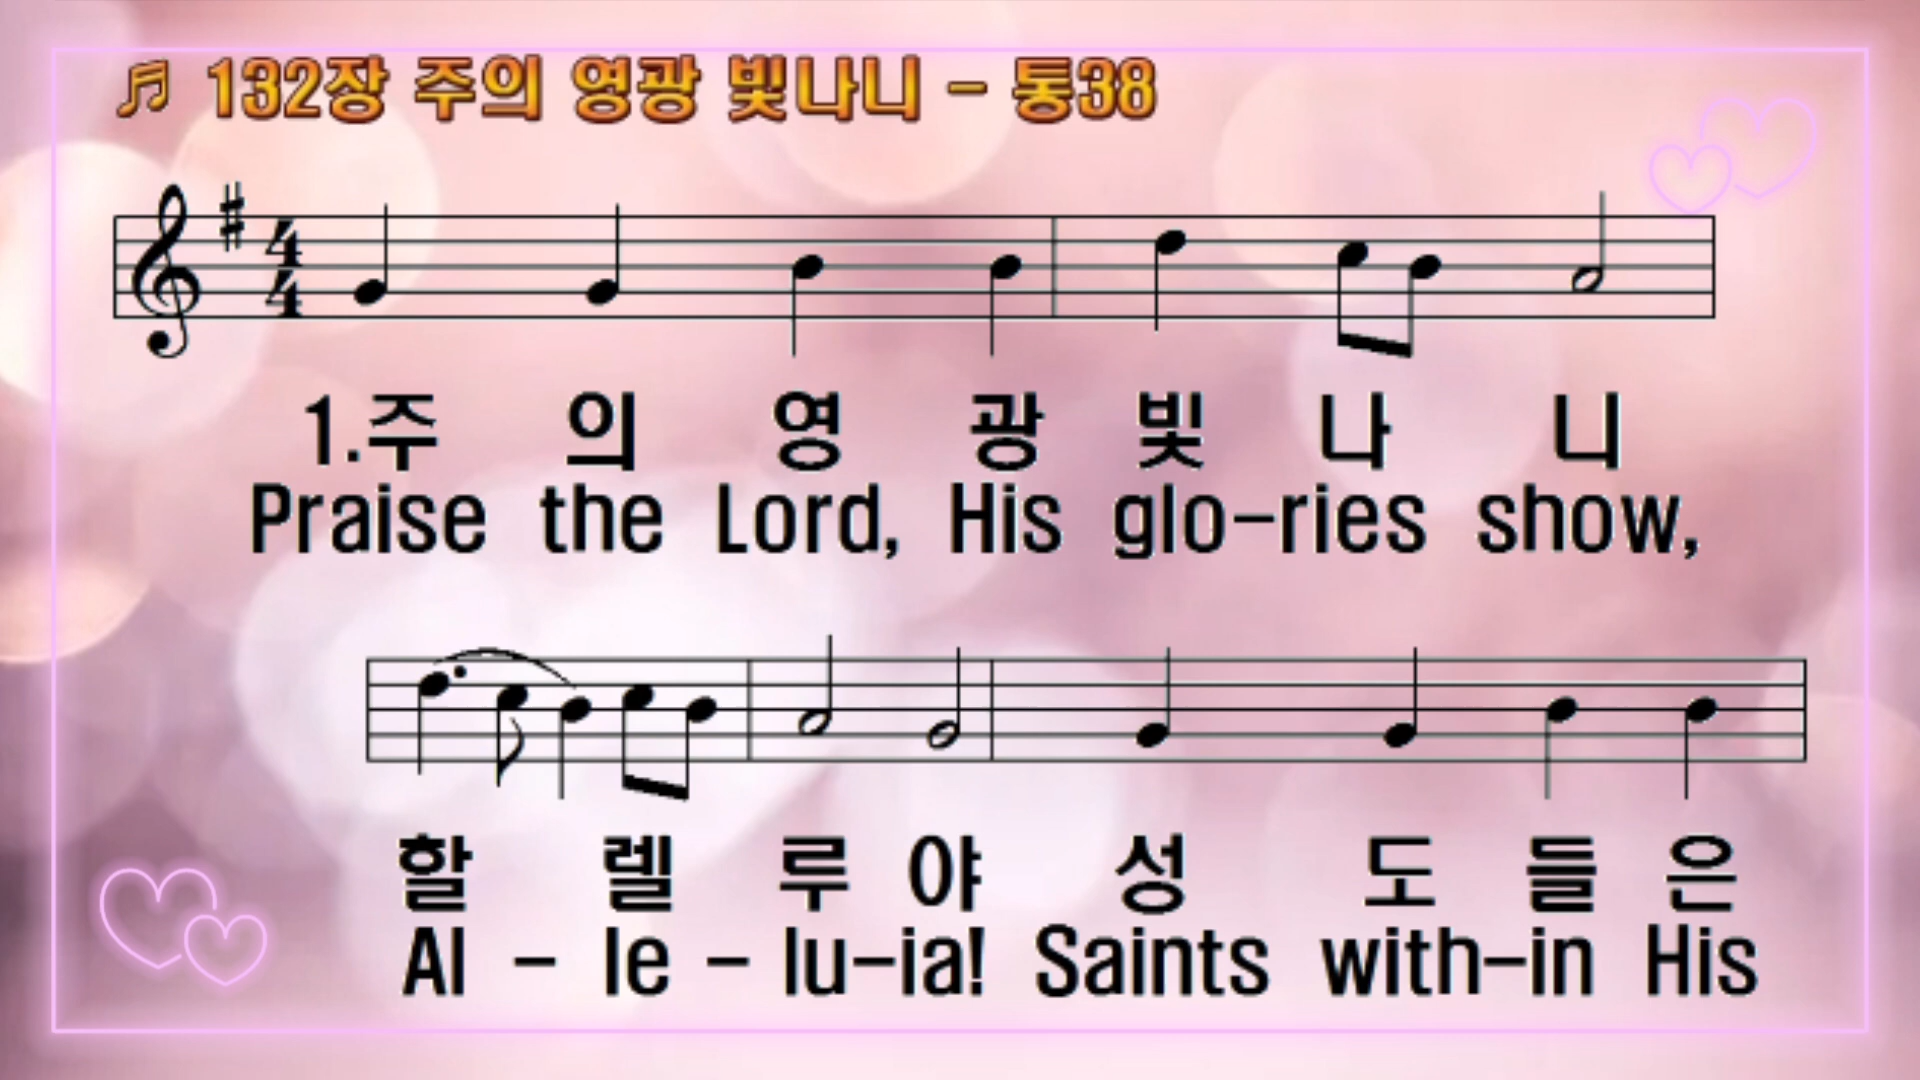 132장 주의 영광 빛나니 - 통38
1.주 의 영 광 빛 나 니
Praise the Lord, His glo-ries show,
할 렐 루 야 성 도 들 은
Al - le - lu-ia! Saints with-in His